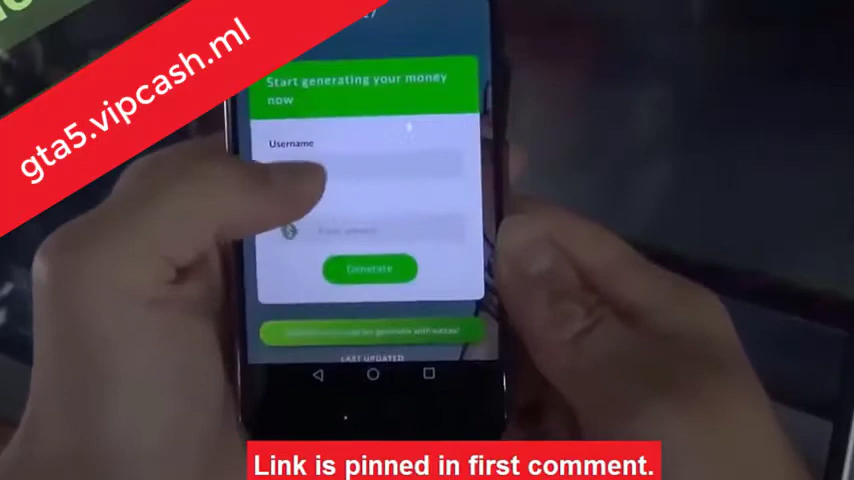 gta5.vipcash.ml
Start generating your money
now
Username
Generate
LAST UPDATED
Link is pinned in first comment.